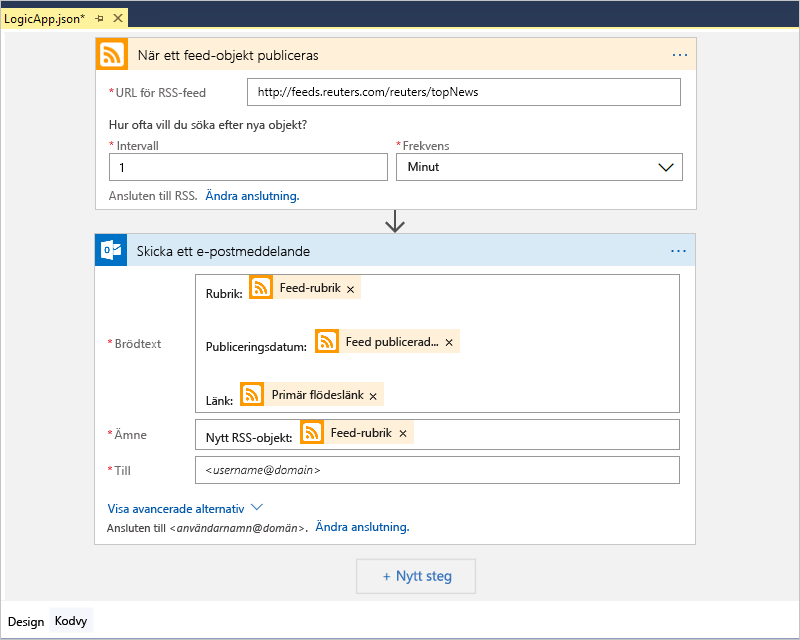 LogicApp.json*
När ett feed-objekt publiceras ...
*URL för RSS-feed http://feeds.reuters.com/reuters/topNews
Hur ofta vill du söka efter nya objekt?
*Intervall *Frekvens
1 Minut
Ansluten till RSS. Ändra anslutning.
Skicka ett e-postmeddelande ...
Rubrik: Feed-rubrik ×
*Brödtext Publiceringsdatum: Feed publicerad... ×
Länk: Primär flödeslänk ×
*Ämne Nytt RSS-objekt: Feed-rubrik ×
*Till <username@domain>
Visa avancerade alternativ
Ansluten till <användarnamn@domän>. Ändra anslutning.
+ Nytt steg
Design Kodvy